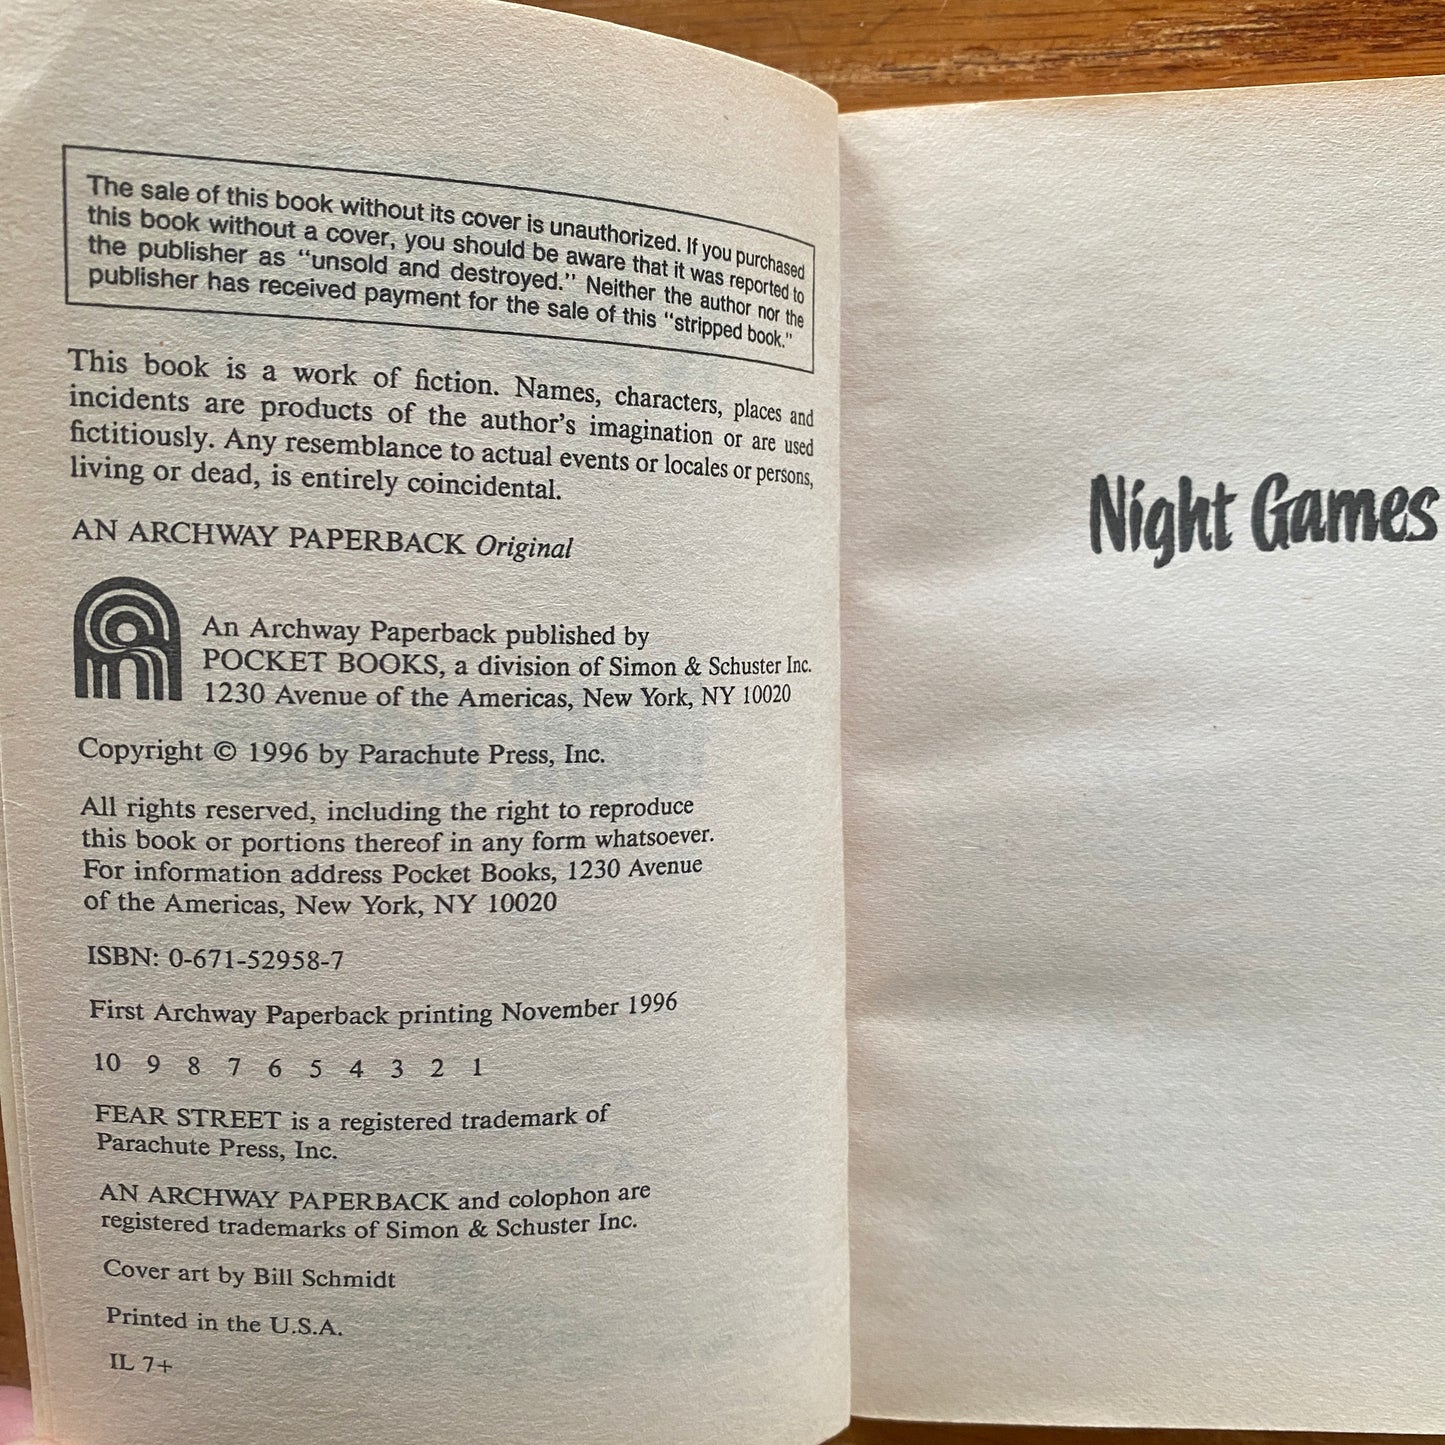 The sale of this book without its cover is unauthorized. If you purchased
this book without a cover, you should be aware that it was reported to
the publisher as "unsold and destroyed." Neither the author nor the
publisher has received payment for the sale of this "stripped book."
This book is a work of fiction. Names, characters, places and
incidents are products of the author's imagination or are used
fictitiously. Any resemblance to actual events or locales or persons,
living or dead, is entirely coincidental.
AN ARCHWAY PAPERBACK Original
An Archway Paperback published by
POCKET BOOKS, a division of Simon & Schuster Inc.
1230 Avenue of the Americas, New York, NY 10020
Copyright © 1996 by Parachute Press, Inc.
All rights reserved, including the right to reproduce
this book or portions thereof in any form whatsoever.
For information address Pocket Books, 1230 Avenue
of the Americas, New York, NY 10020
ISBN: 0-671-52958-7
First Archway Paperback printing November 1996
10 9 8 7 6 5 4 3 2 1
FEAR STREET is a registered trademark of
Parachute Press, Inc.
AN ARCHWAY PAPERBACK and colophon are
registered trademarks of Simon & Schuster Inc.
Cover art by Bill Schmidt
Printed in the U.S.A.
IL 7+
Night Games